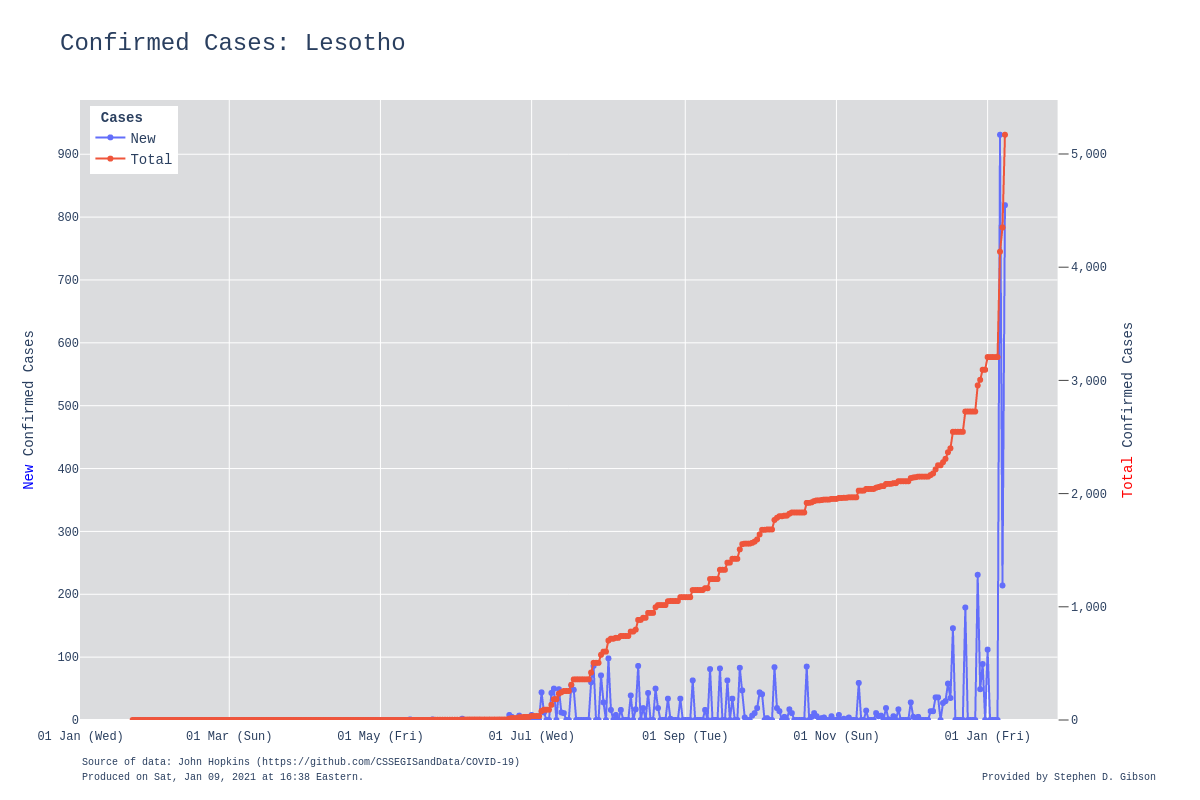 Confirmed Cases: Lesotho
Cases
New
Total
900
800
700
600
500
400
300
200
100
0
5,000
4,000
3,000
2,000
1,000
0
New Confirmed Cases
Total Confirmed Cases
01 Jan (Wed)
01 Mar (Sun)
01 May (Fri)
01 Jul (Wed)
01 Sep (Tue)
01 Nov (Sun)
01 Jan (Fri)
Source of data: John Hopkins (https://github.com/CSSEGISandData/COVID-19)
Produced on Sat, Jan 09, 2021 at 16:38 Eastern.
Provided by Stephen D. Gibson